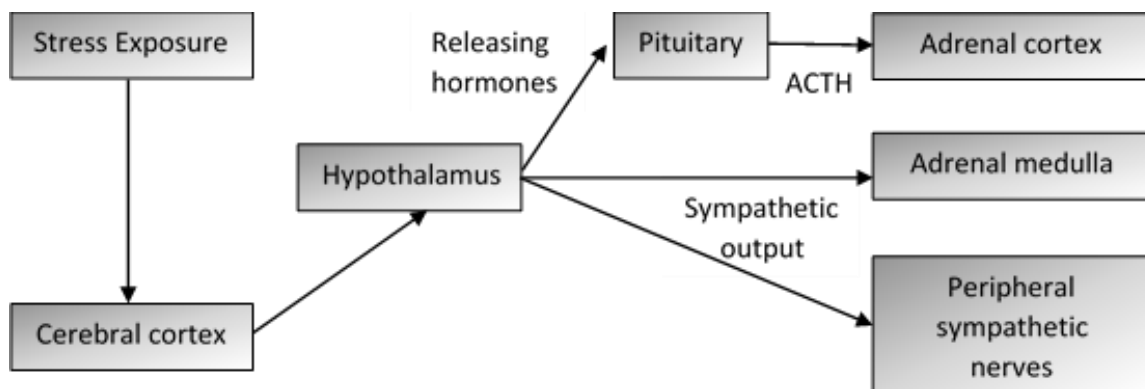 Stress Exposure
Releasing
hormones
Pituitary
ACTH
Adrenal cortex
Hypothalamus
Adrenal medulla
Sympathetic
output
Cerebral cortex
Peripheral
sympathetic
nerves